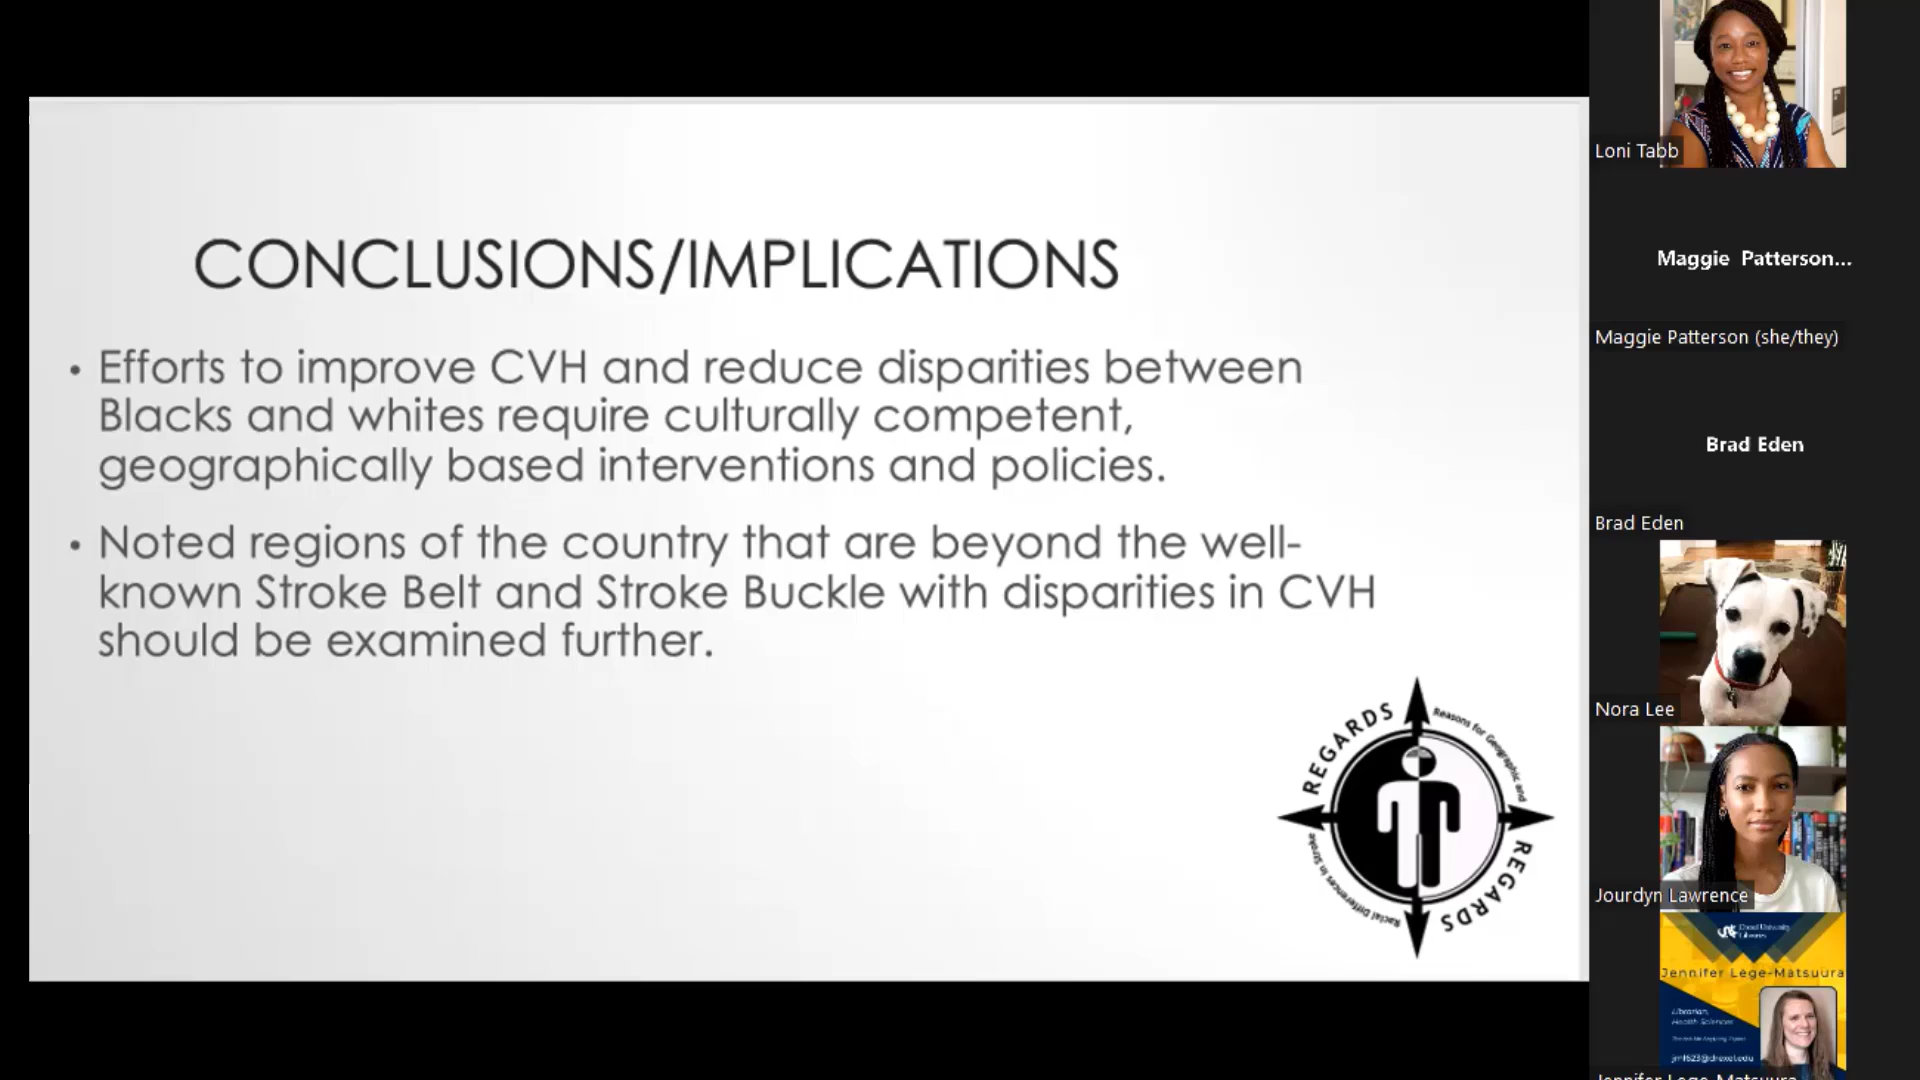 CONCLUSIONS/IMPLICATIONS
• Efforts to improve CVH and reduce disparities between
Blacks and whites require culturally competent,
geographically based interventions and policies.
• Noted regions of the country that are beyond the well-
known Stroke Belt and Stroke Buckle with disparities in CVH
should be examined further.
REGARDS
Reasons for Geographic and
REGARDS
Racial Differences in Stroke
Loni Tabb
Maggie Patterson...
Maggie Patterson (she/they)
Brad Eden
Brad Eden
Nora Lee
Jourdyn Lawrence
Drexel University
Libraries
Jennifer Lege-Matsuura
Librarian,
Health Sciences
jml623@drexel.edu
Jennifer Lege-Matsuura